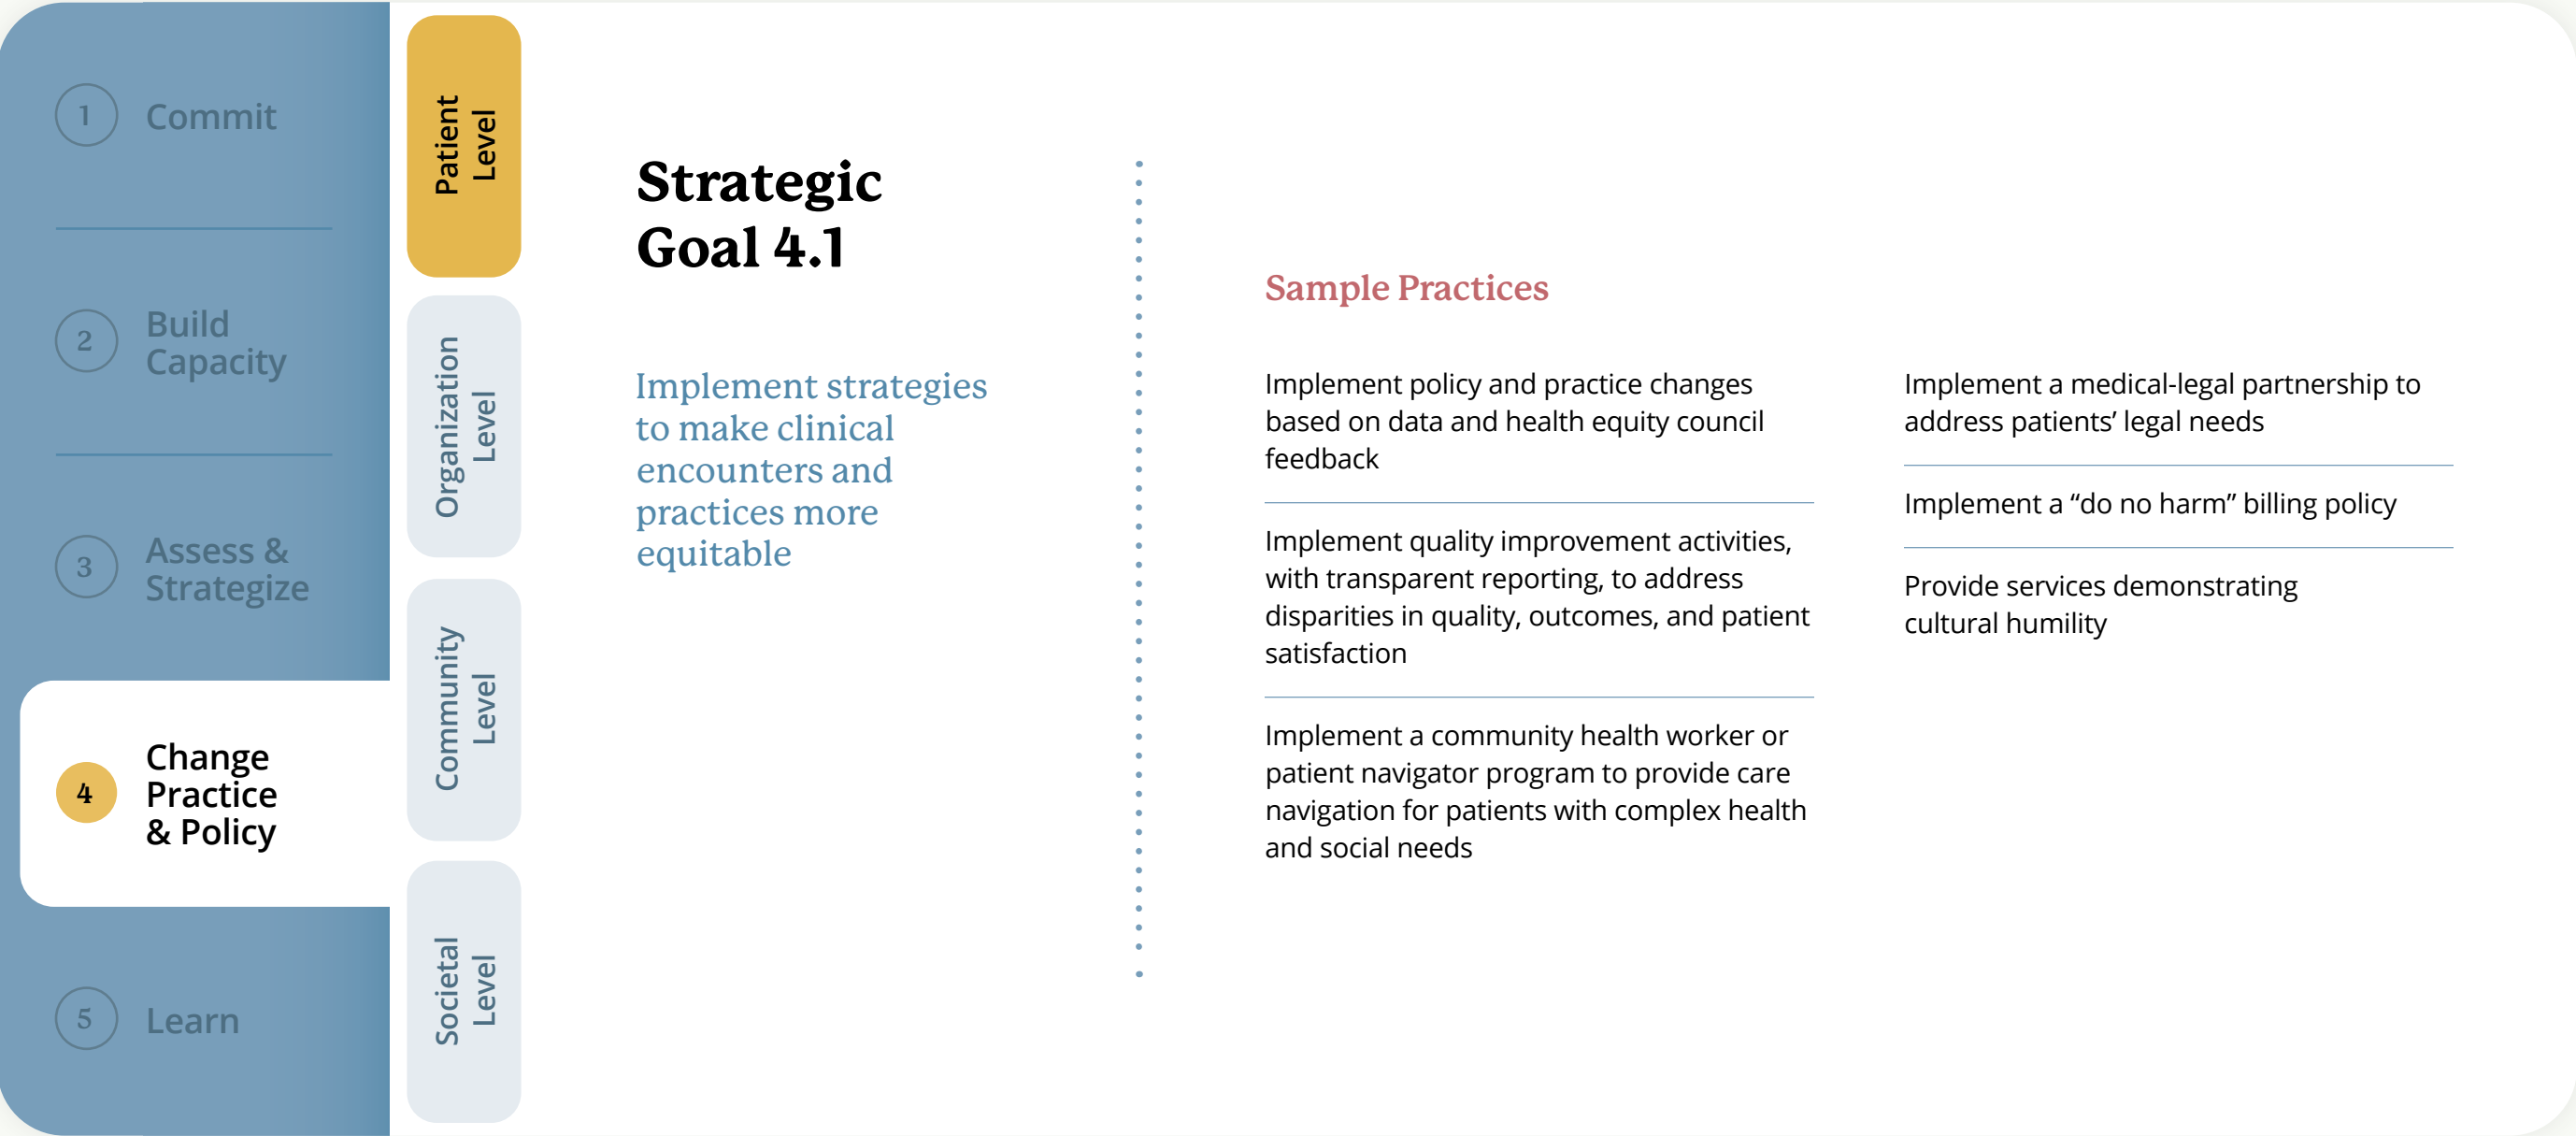 1
Commit
2
Build
Capacity
3
Assess &
Strategize
4
Change
Practice
& Policy
5
Learn
Patient
Level
Organization
Level
Community
Level
Societal
Level
Strategic
Goal 4.1
Implement strategies
to make clinical
encounters and
practices more
equitable
Sample Practices
Implement policy and practice changes
based on data and health equity council
feedback
Implement quality improvement activities,
with transparent reporting, to address
disparities in quality, outcomes, and patient
satisfaction
Implement a community health worker or
patient navigator program to provide care
navigation for patients with complex health
and social needs
Implement a medical-legal partnership to
address patients’ legal needs
Implement a “do no harm” billing policy
Provide services demonstrating
cultural humility